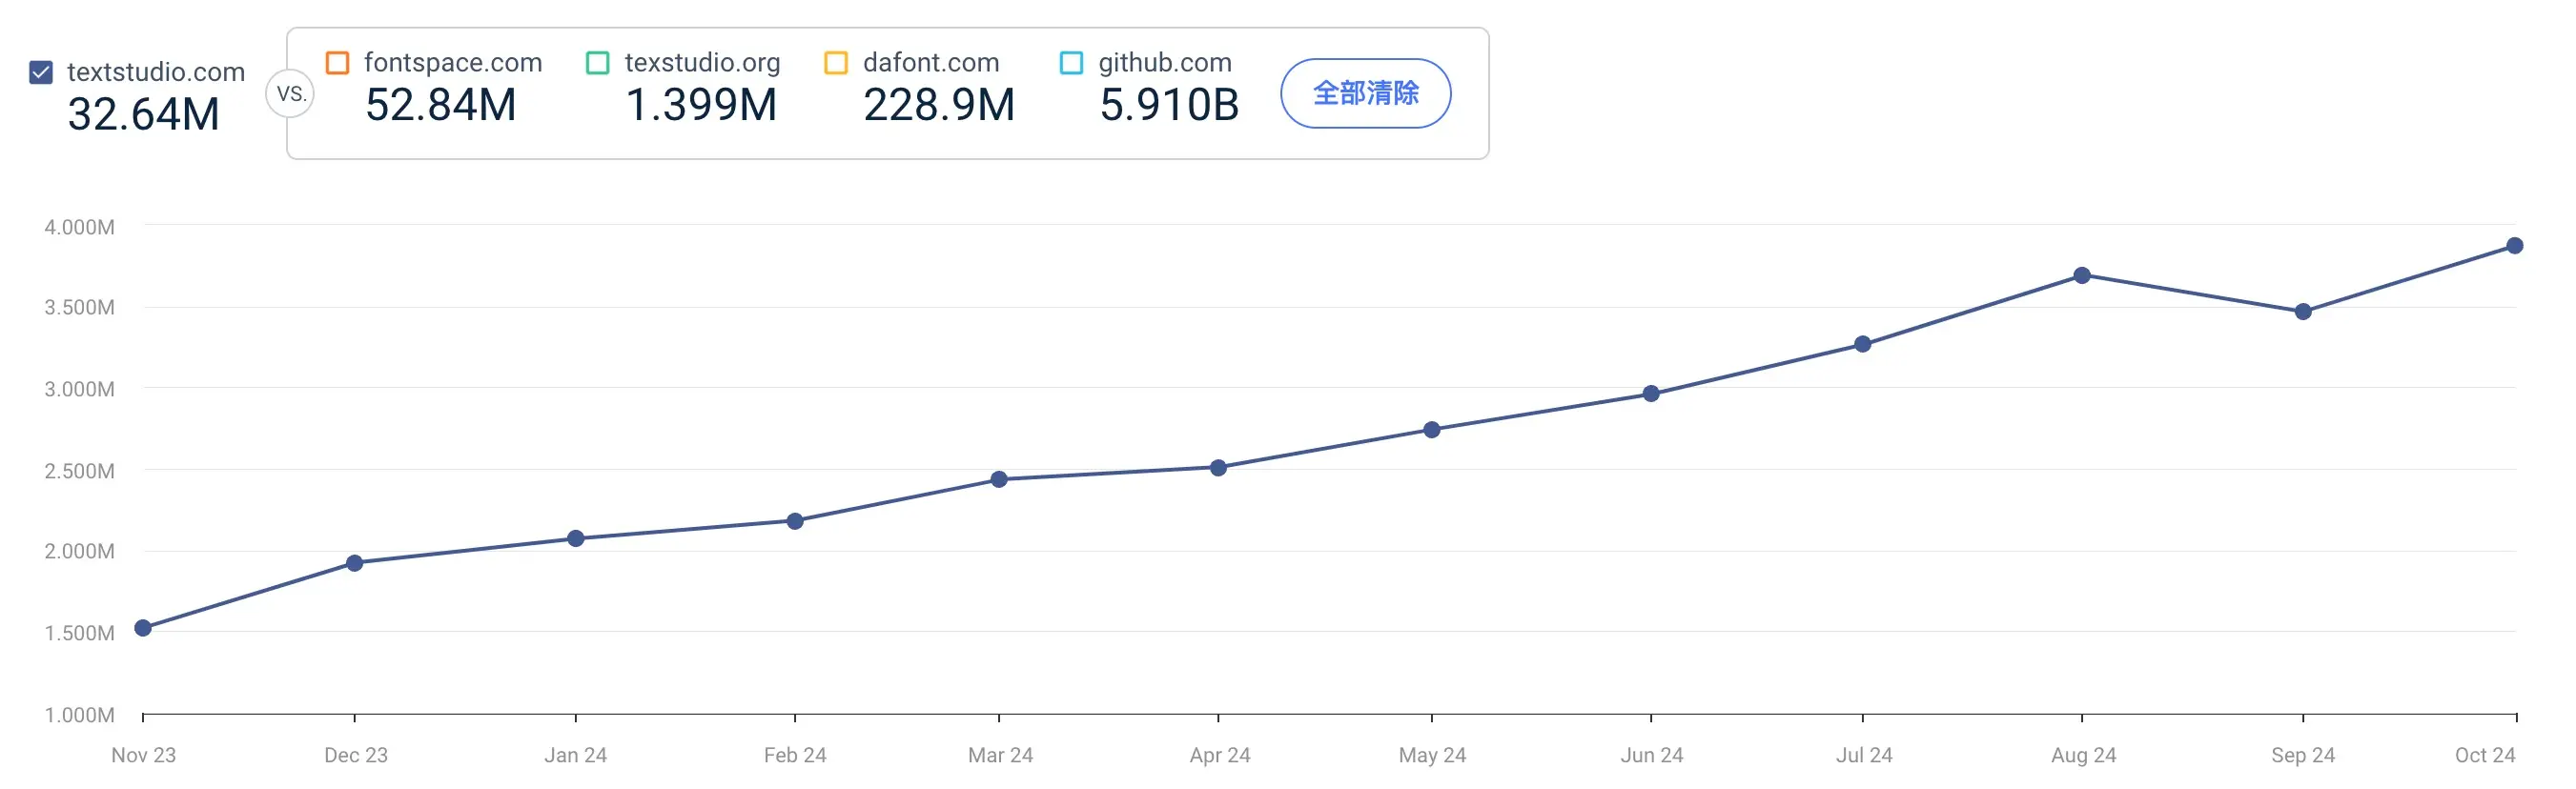 textstudio.com
32.64M
VS.
fontspace.com
52.84M
texstudio.org
1.399M
dafont.com
228.9M
github.com
5.910B
全部清除
4.000M
3.500M
3.000M
2.500M
2.000M
1.500M
1.000M
Nov 23
Dec 23
Jan 24
Feb 24
Mar 24
Apr 24
May 24
Jun 24
Jul 24
Aug 24
Sep 24
Oct 24